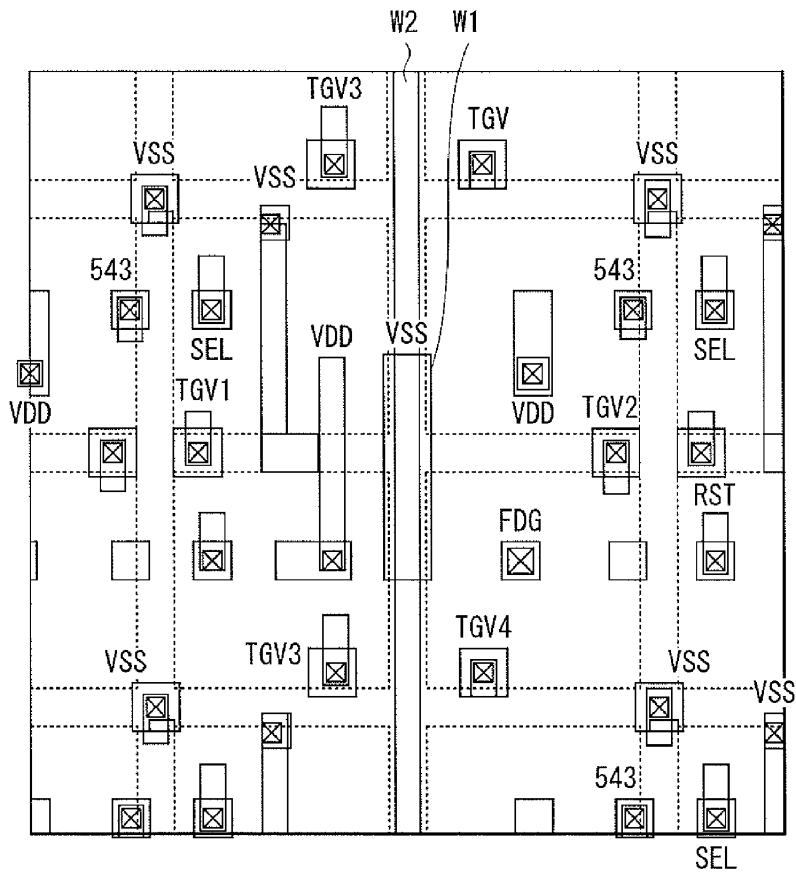 W2 W1
TGV3 TGV
VSS VSS VSS
543 543
SEL VDD VSS SEL
VDD TGV1 VDD TGV2
FDG RST
TGV3 TGV4
VSS VSS
VSS
543
SEL